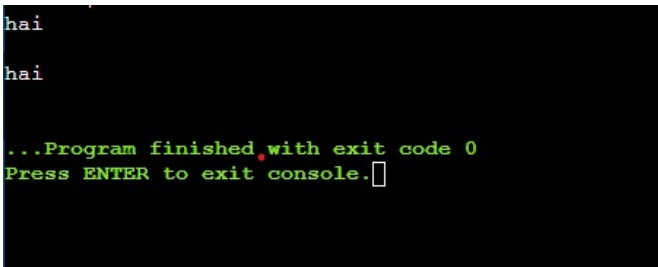 hai
hai
...Program finished with exit code 0
Press ENTER to exit console.